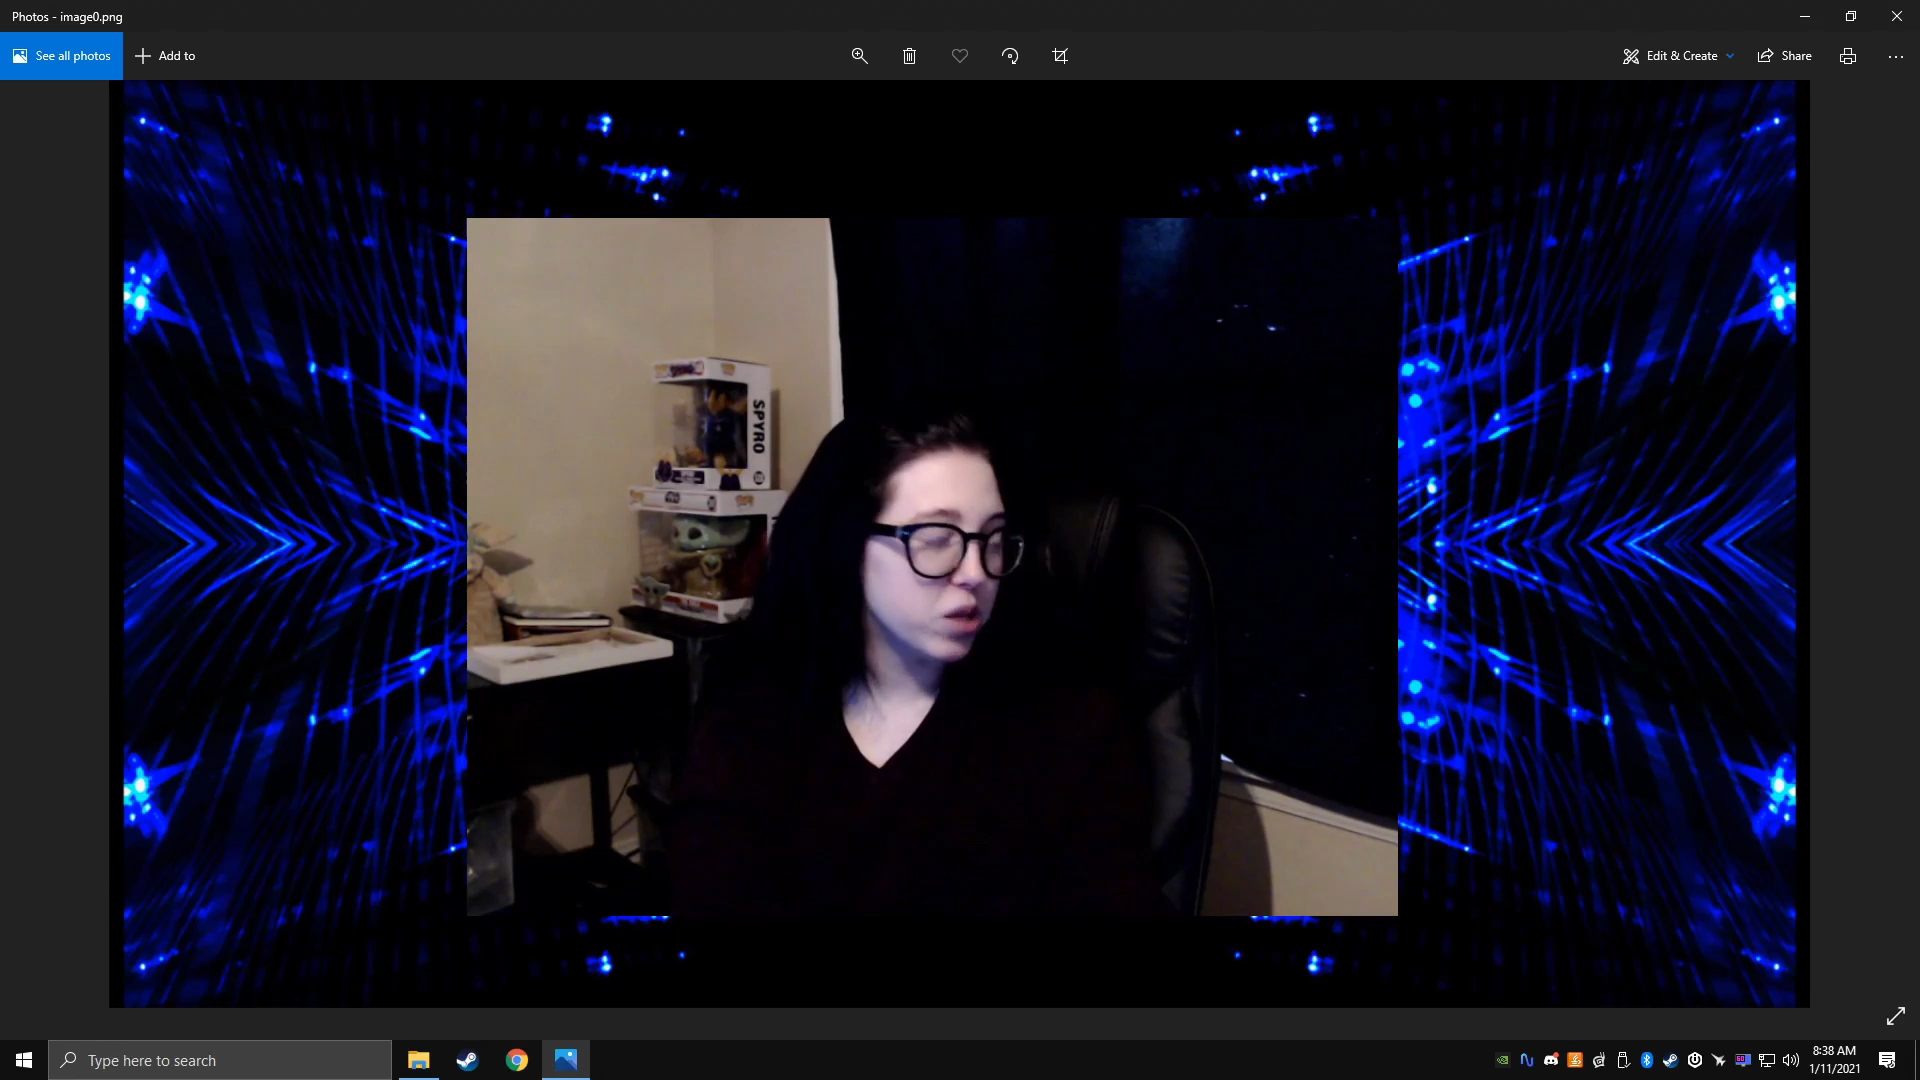 Photos - image0.png
See all photos
Add to
Edit & Create
Share
SPYRO
Type here to search
8:38 AM
1/11/2021